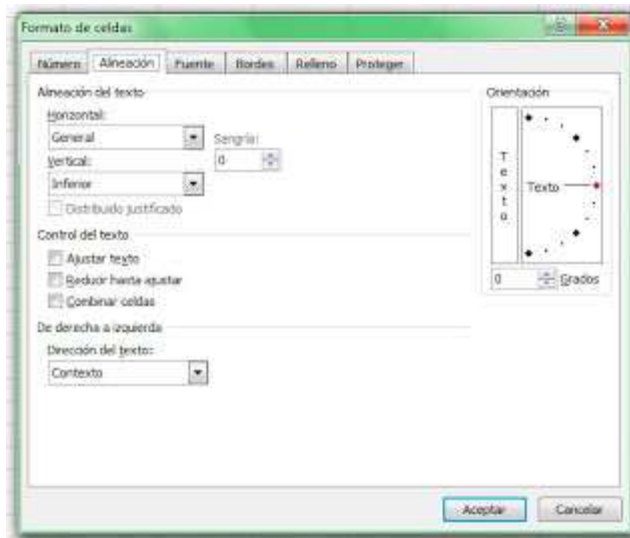 Formato de celdas
Número Alineación Fuente Bordes Relleno Proteger
Alineación del texto
Horizontal:
General
Sangría:
Vertical:
0
Inferior
Distribuido justificado
Control del texto
Ajustar texto
Reducir hasta ajustar
Combinar celdas
De derecha a izquierda
Dirección del texto:
Contexto
Orientación
Texto
Texto
0 Grados
Aceptar Cancelar